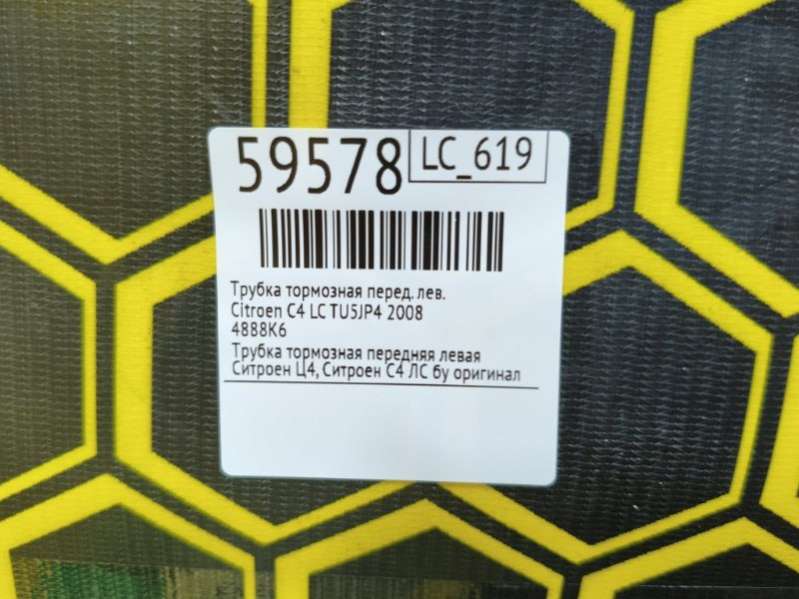 59578
LC_619
Трубка тормозная перед. лев.
Citroen C4 LC TU5JP4 2008
4888K6
Трубка тормозная передняя левая
Ситроен Ц4, Ситроен С4 ЛС бу оригинал